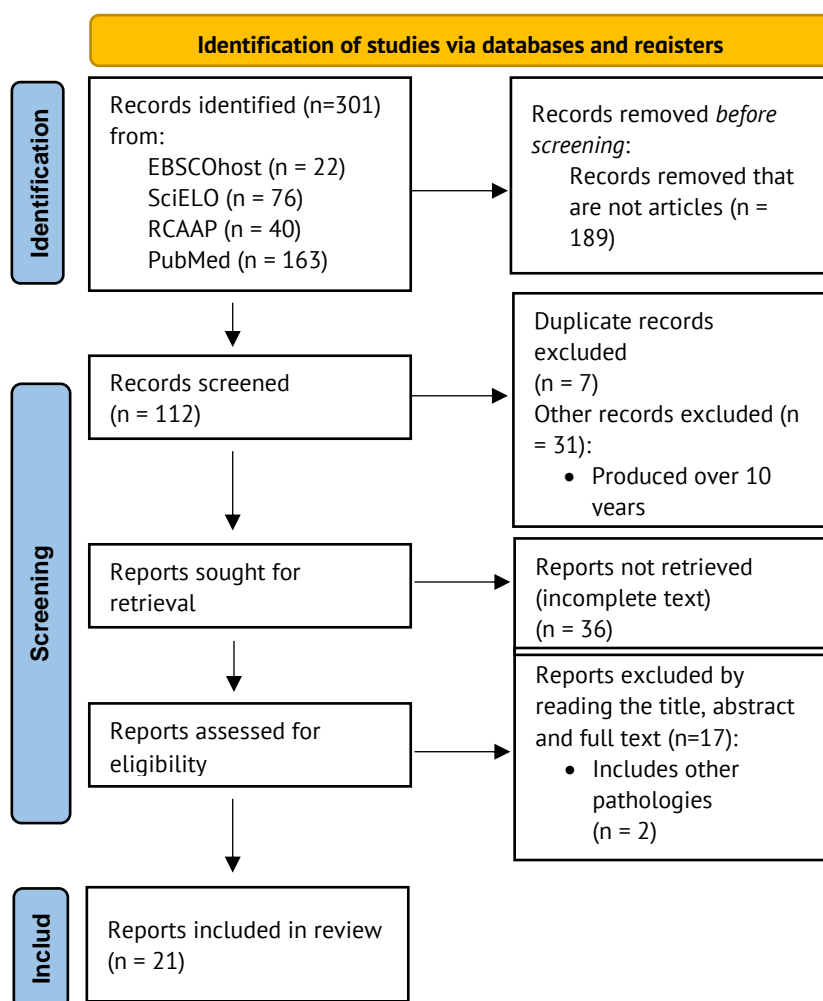 Identification of studies via databases and registers
Identification
Records identified (n=301)
from:
EBSCOhost (n = 22)
SciELO (n = 76)
RCAAP (n = 40)
PubMed (n = 163)
Records removed before
screening:
Records removed that
are not articles (n =
189)
Screening
Records screened
(n = 112)
Duplicate records
excluded
(n = 7)
Other records excluded (n
= 31):
• Produced over 10
years
Reports sought for
retrieval
Reports not retrieved
(incomplete text)
(n = 36)
Reports assessed for
eligibility
Reports excluded by
reading the title, abstract
and full text (n=17):
• Includes other
pathologies
(n = 2)
Includ
Reports included in review
(n = 21)